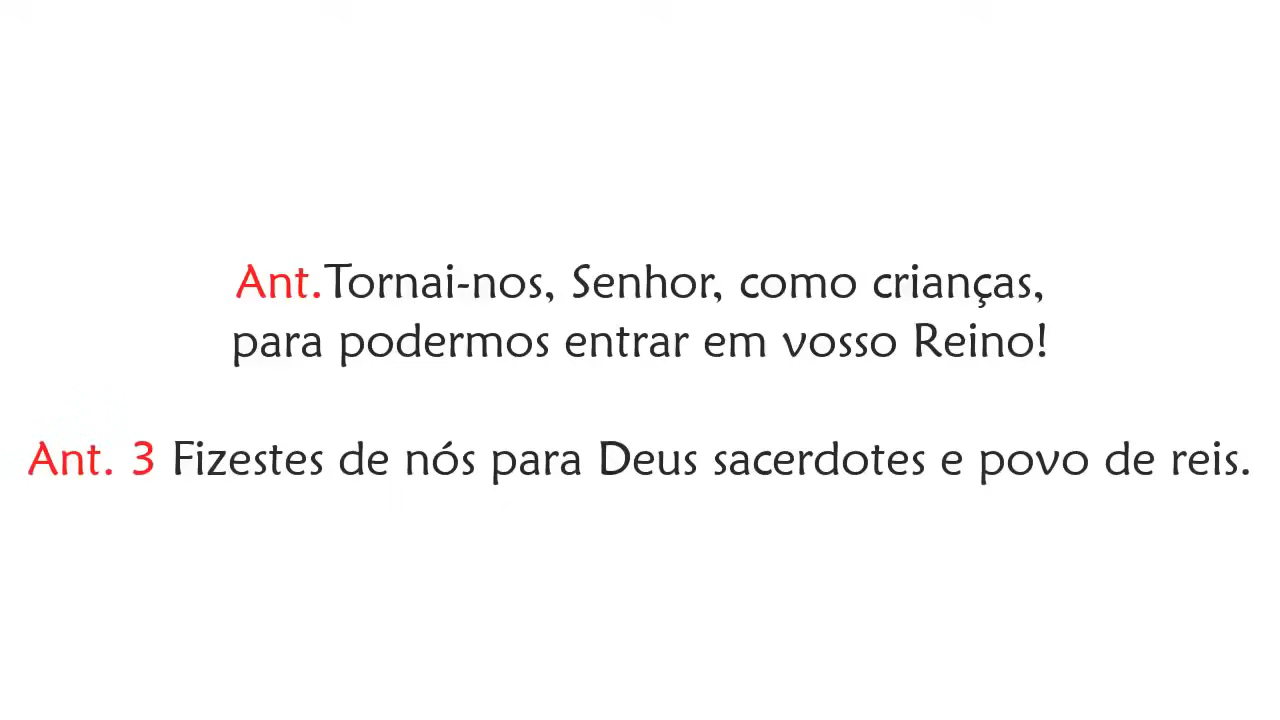 Ant.Tornai-nos, Senhor, como crianças,
para podermos entrar em vosso Reino!
Ant. 3 Fizestes de nós para Deus sacerdotes e povo de reis.